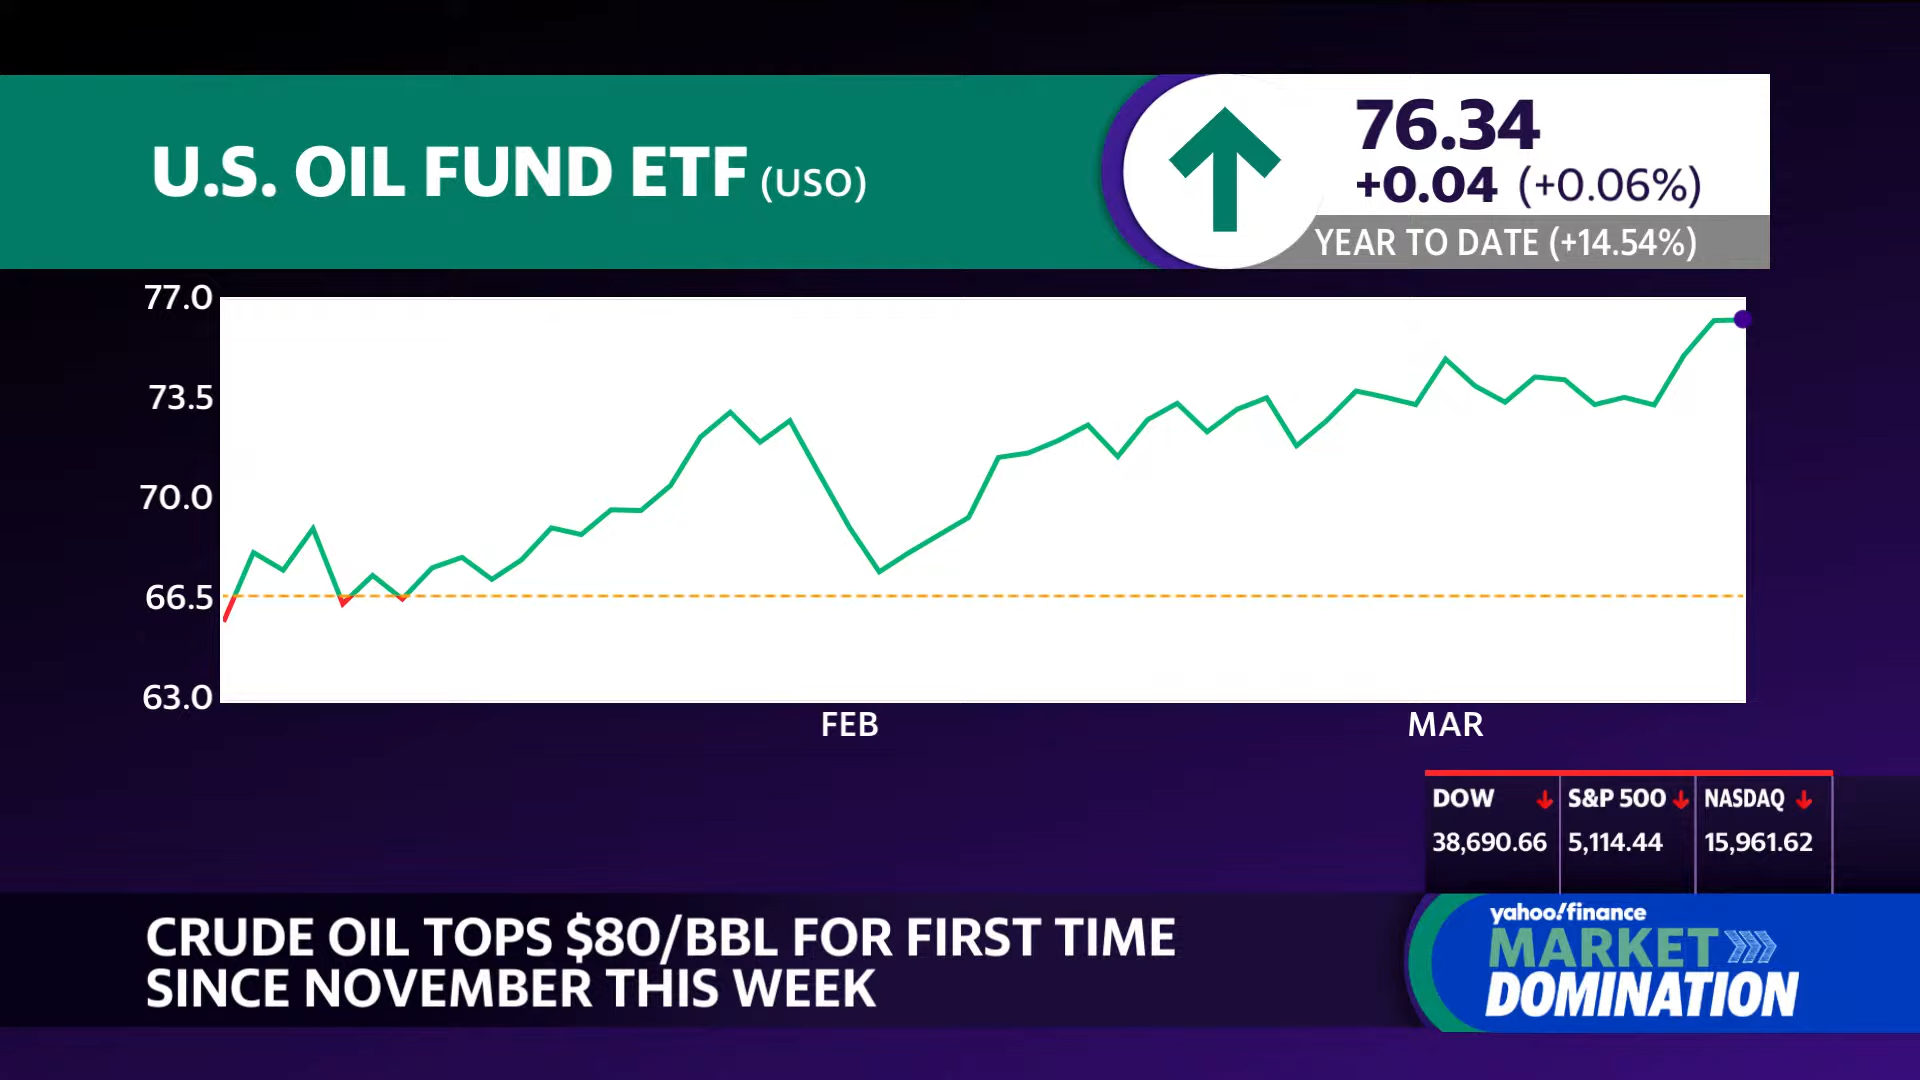 U.S. OIL FUND ETF (USO)
76.34
+0.04 (+0.06%)
YEAR TO DATE (+14.54%)
77.0
73.5
70.0
66.5
63.0
FEB MAR
DOW S&P 500 NASDAQ
38,690.66 5,114.44 15,961.62
CRUDE OIL TOPS $80/BBL FOR FIRST TIME
SINCE NOVEMBER THIS WEEK
yahoo!finance
MARKET
DOMINATION